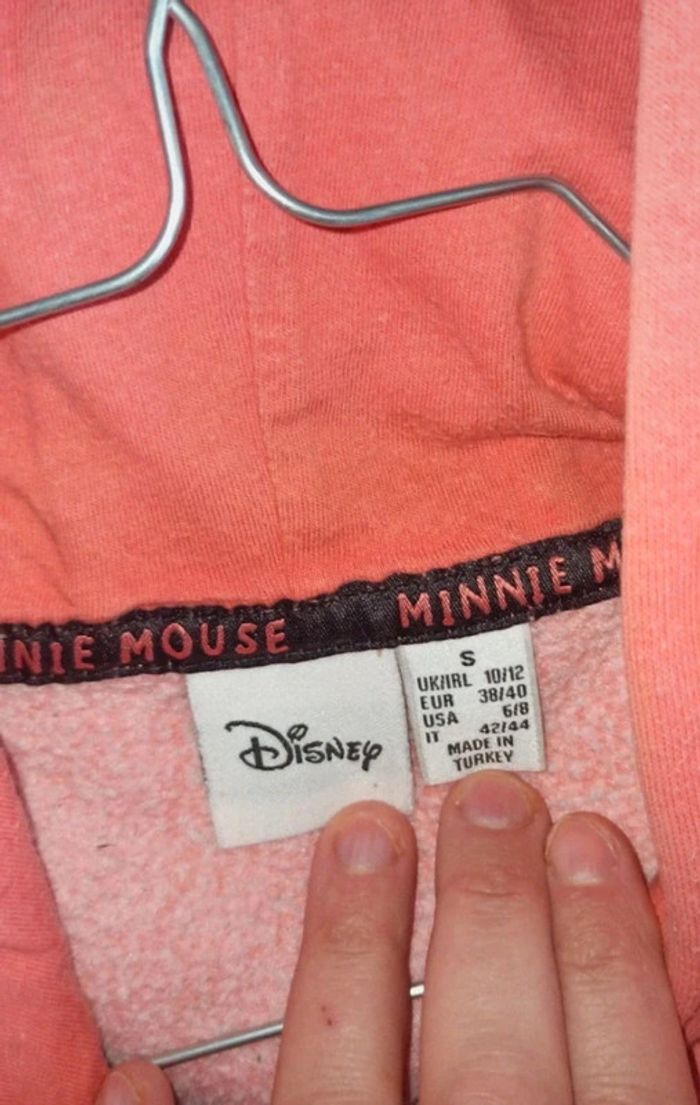 NIE MOUSE MINNIE M
DISNEY
S
UK/IRL 10/12
EUR 38/40
USA 6/8
IT 42/44
MADE IN
TURKEY